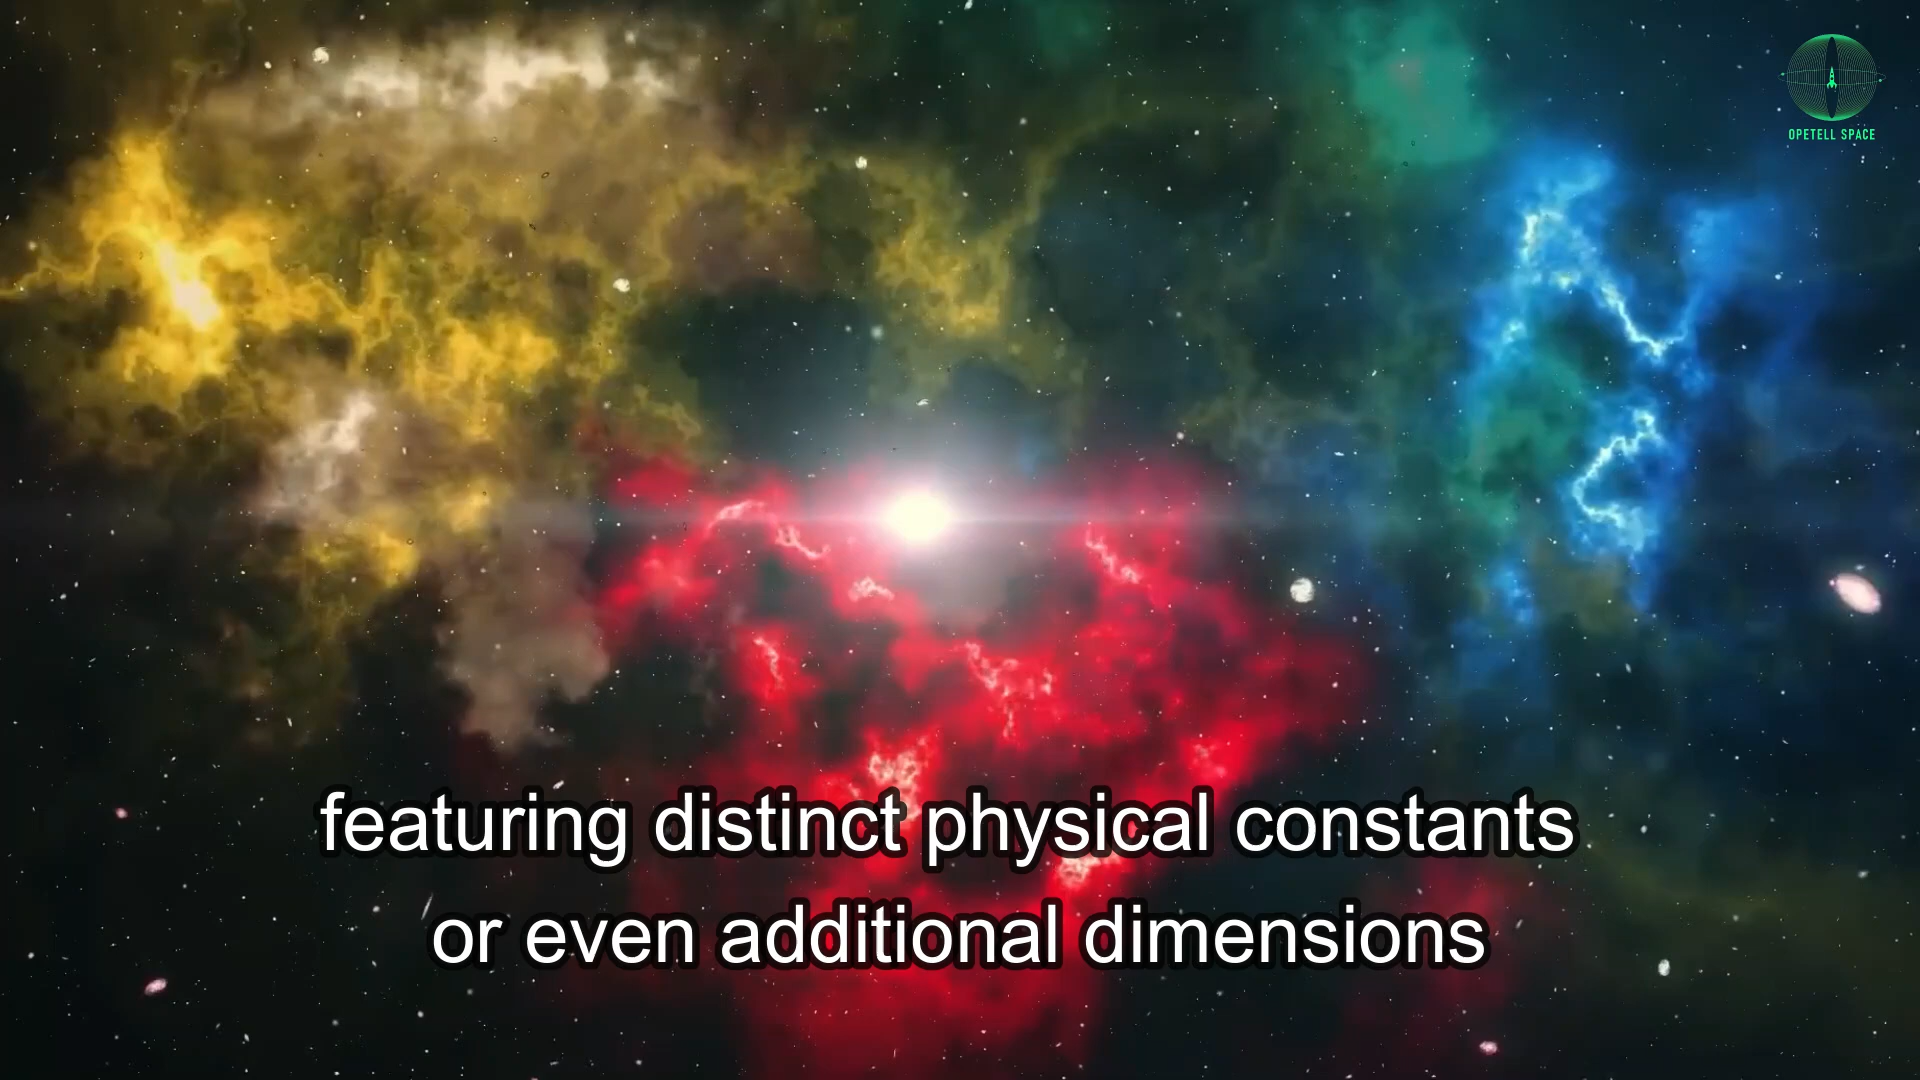 OPETELL SPACE
featuring distinct physical constants
or even additional dimensions